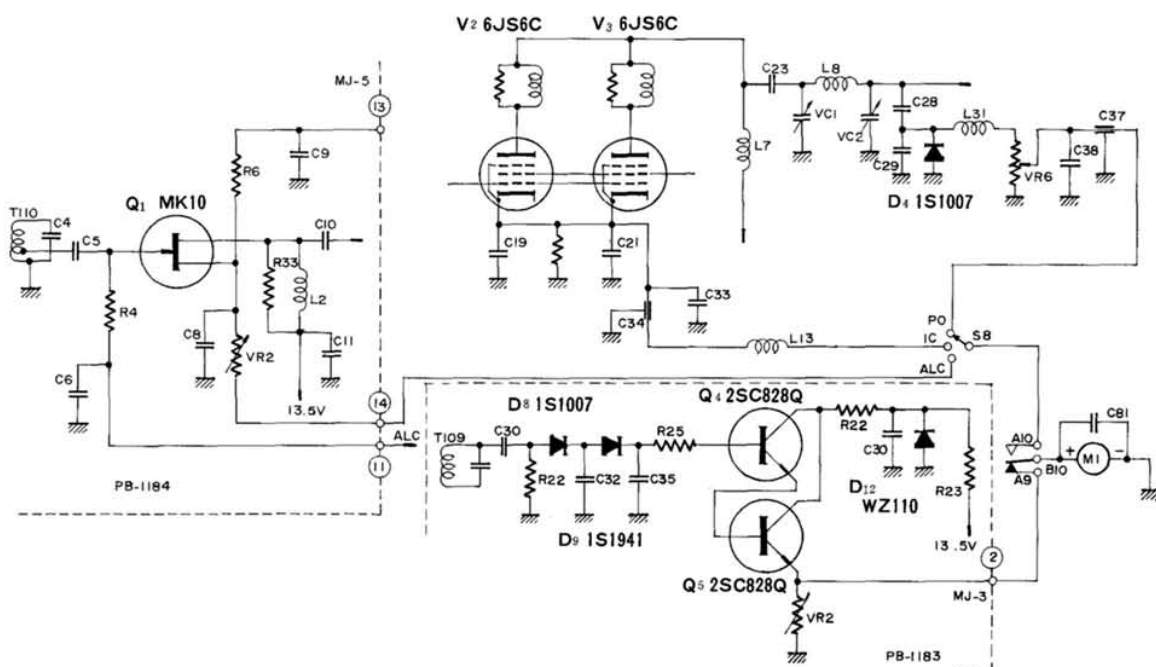 V2 6JS6C
V3 6JS6C
MJ-5
13
C23
L8
VC1
VC2
C28
C29
L31
VR6
C38
C37
D4 1S1007
L7
C9
R6
Q1 MK10
T110
C4
C5
C10
R33
L2
R4
C8
VR2
C11
C6
13.5V
C19
C21
C33
C34
L13
PO
IC
ALC
S8
14
ALC
11
PB-1184
D8 1S1007
Q4 2SC828Q
T109
C30
R22
C32
C35
R25
D9 1S1941
R22
C30
D12
WZ110
R23
13.5V
2
Q5 2SC828Q
VR2
MJ-3
PB-1183
A10
B10
A9
+
M1
-
C81